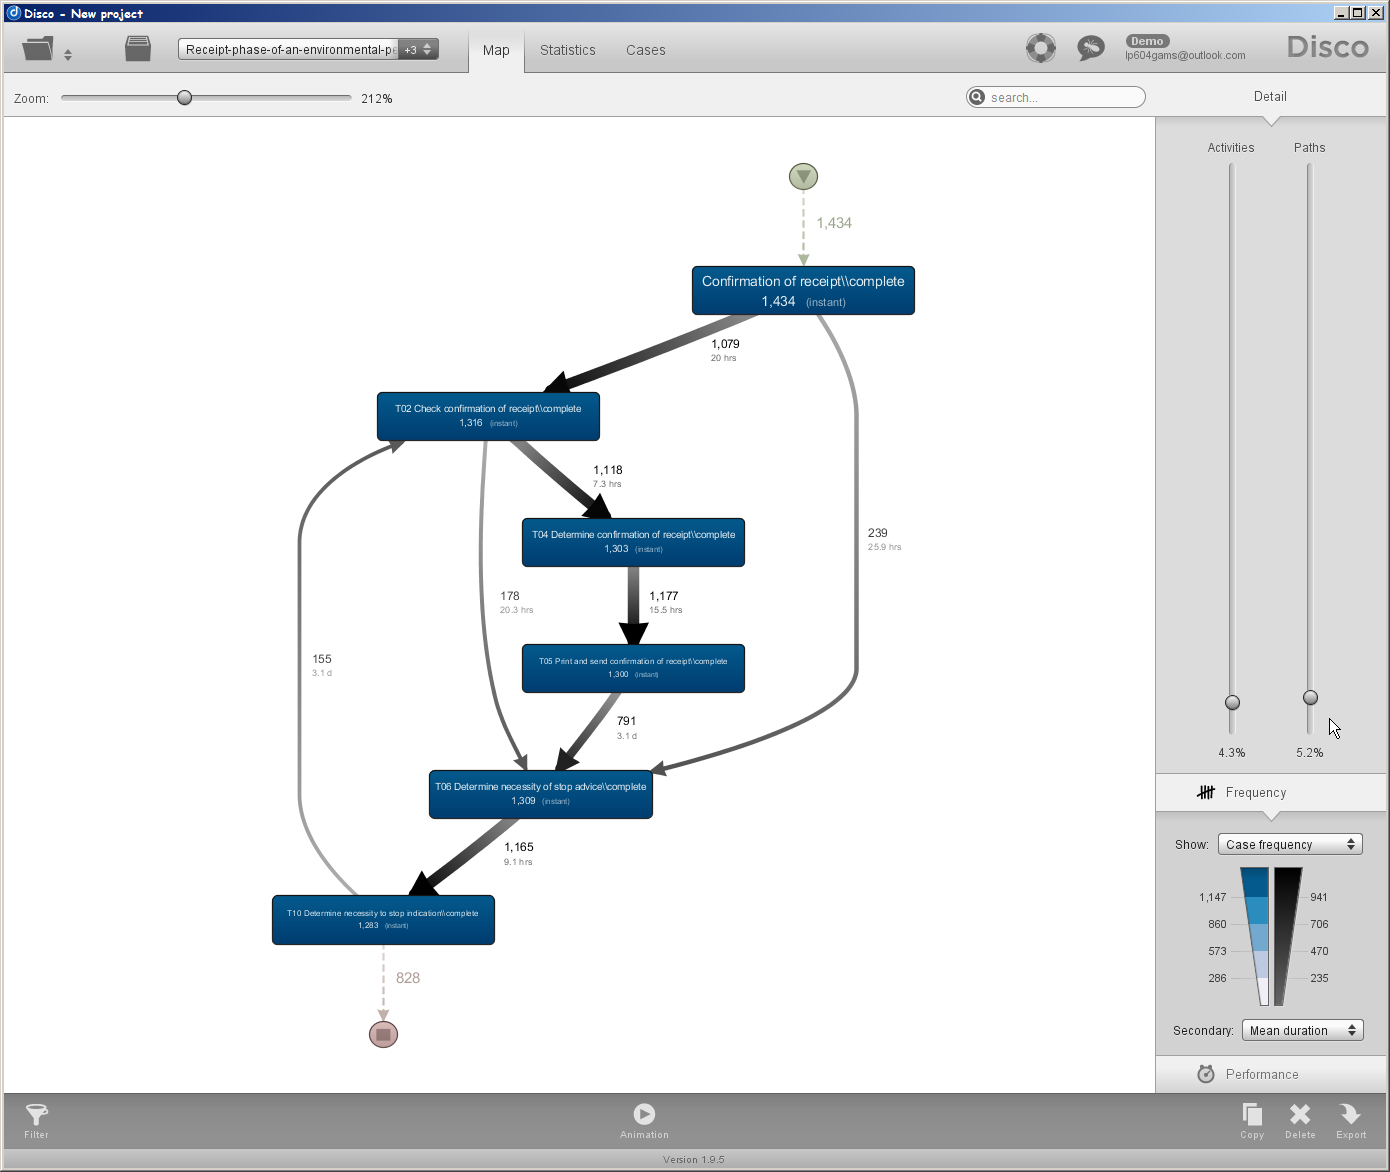 Disco - New project
Receipt-phase-of-an-environmental-pe
+3
Map
Statistics
Cases
Demo
lp604gams@outlook.com
Disco
Zoom:
212%
search...
Detail
Activities
Paths
4.3%
5.2%
1,434
Confirmation of receipt\\complete
1,434 (instant)
1,079
20 hrs
T02 Check confirmation of receipt\\complete
1,316 (instant)
1,118
7.3 hrs
T04 Determine confirmation of receipt\\complete
1,303 (instant)
239
25.9 hrs
178
20.3 hrs
1,177
15.5 hrs
155
3.1 d
T05 Print and send confirmation of receipt\\complete
1,300 (instant)
791
3.1 d
T06 Determine necessity of stop advice\\complete
1,309 (instant)
1,165
9.1 hrs
T10 Determine necessity to stop indication\\complete
1,283 (instant)
828
Frequency
Show:
Case frequency
1,147
941
860
706
573
470
286
235
Secondary:
Mean duration
Performance
Filter
Animation
Copy
Delete
Export
Version 1.9.5